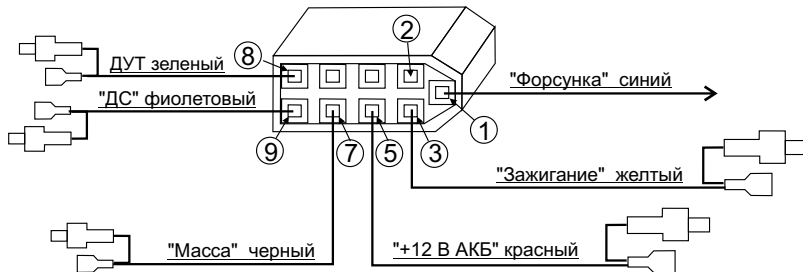 2
ДУТ зеленый 8
"Форсунка" синий
"ДС" фиолетовый
1
9 7 5 3
"Зажигание" желтый
"Масса" черный "+12 В АКБ" красный